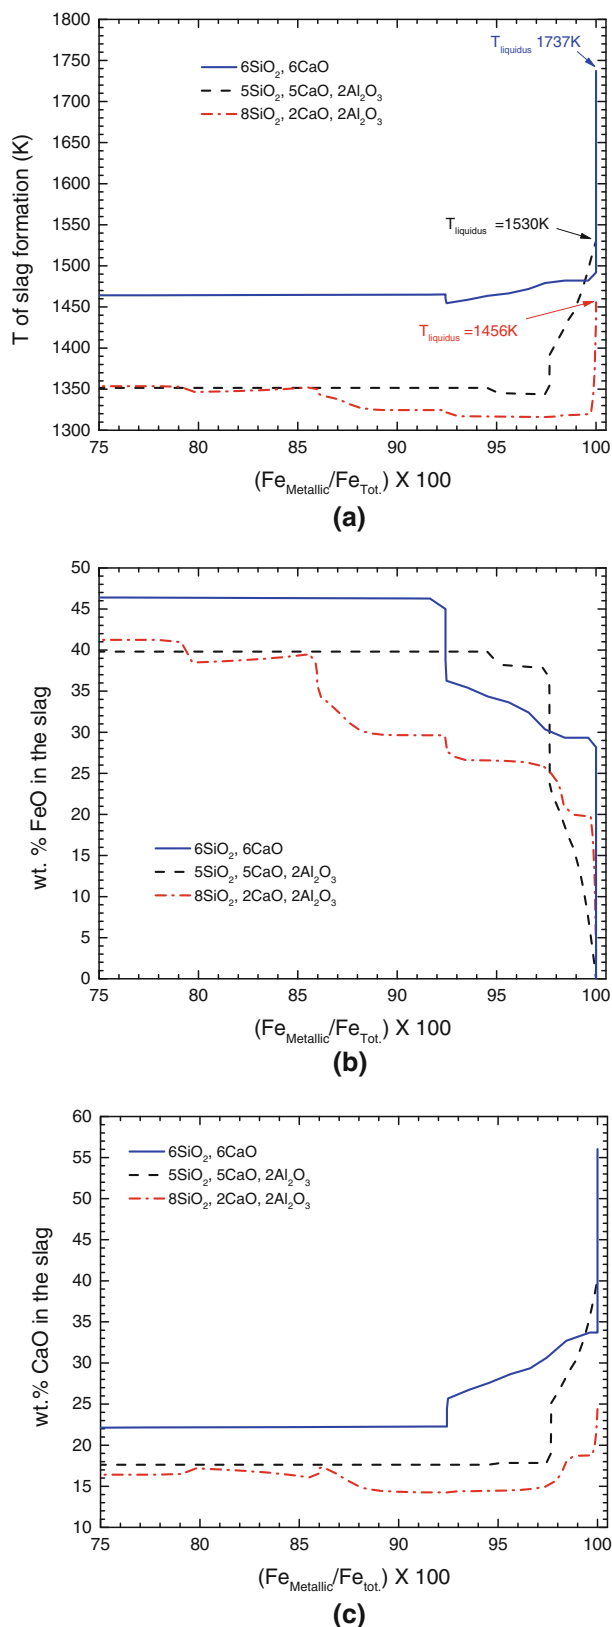 1800
1750
1700
1650
1600
1550
1500
1450
1400
1350
1300
T of slag formation (K)
6SiO2, 6CaO
5SiO2, 5CaO, 2Al2O3
8SiO2, 2CaO, 2Al2O3
Tliquidus 1737K
Tliquidus =1530K
Tliquidus =1456K
75 80 85 90 95 100
(FeMetallic/FeTot.) X 100
(a)
50
45
40
35
30
25
20
15
10
5
0
wt. % FeO in the slag
6SiO2, 6CaO
5SiO2, 5CaO, 2Al2O3
8SiO2, 2CaO, 2Al2O3
75 80 85 90 95 100
(FeMetallic/FeTot.) X 100
(b)
60
55
50
45
40
35
30
25
20
15
10
wt.% CaO in the slag
6SiO2, 6CaO
5SiO2, 5CaO, 2Al2O3
8SiO2, 2CaO, 2Al2O3
75 80 85 90 95 100
(FeMetallic/Fetot.) X 100
(c)